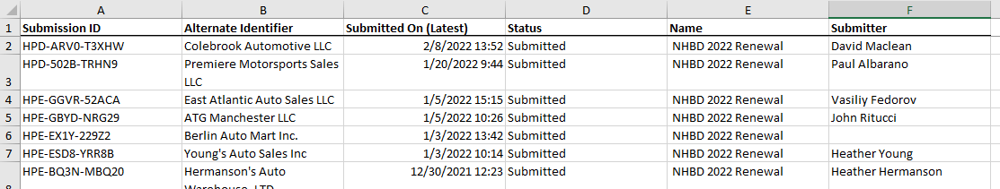 A B C D E F
1 Submission ID Alternate Identifier Submitted On (Latest) Status Name Submitter
2 HPD-ARV0-T3XHW Colebrook Automotive LLC 2/8/2022 13:52 Submitted NHBD 2022 Renewal David Maclean
HPD-502B-TRHN9 Premiere Motorsports Sales 1/20/2022 9:44 Submitted NHBD 2022 Renewal Paul Albarano
3 LLC
4 HPE-GGVR-52ACA East Atlantic Auto Sales LLC 1/5/2022 15:15 Submitted NHBD 2022 Renewal Vasiliy Fedorov
5 HPE-GBYD-NRG29 ATG Manchester LLC 1/5/2022 10:26 Submitted NHBD 2022 Renewal John Ritucci
6 HPE-EX1Y-229Z2 Berlin Auto Mart Inc. 1/3/2022 13:42 Submitted NHBD 2022 Renewal
7 HPE-ESD8-YRR8B Young's Auto Sales Inc 1/3/2022 10:14 Submitted NHBD 2022 Renewal Heather Young
HPE-BQ3N-MBQ20 Hermanson's Auto 12/30/2021 12:23 Submitted NHBD 2022 Renewal Heather Hermanson
8 Warehouse, LTD